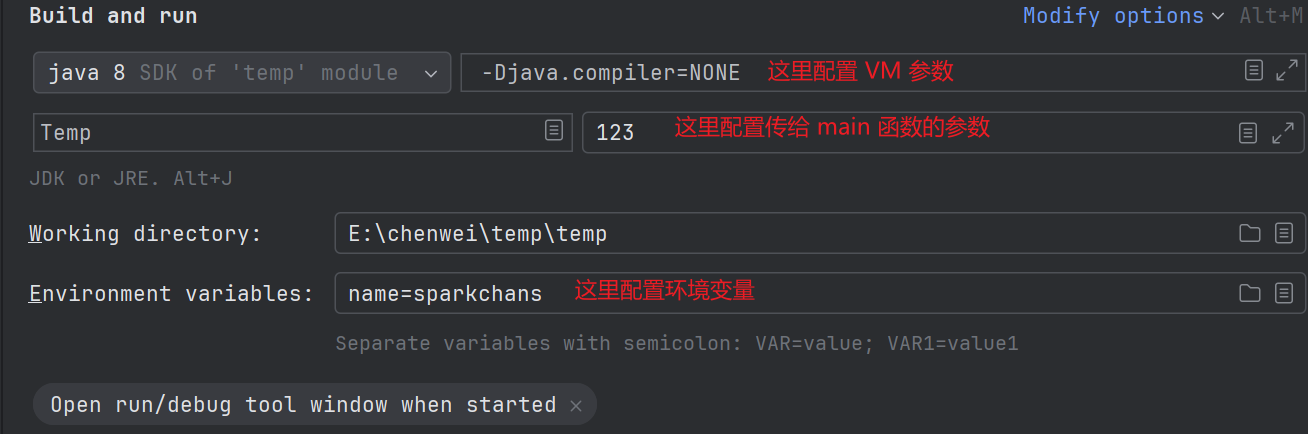 Build and run Modify options Alt+M
java 8 SDK of 'temp' module -Djava.compiler=NONE 这里配置 VM 参数
Temp 123 这里配置传给 main 函数的参数
JDK or JRE. Alt+J
Working directory: E:\chenwei\temp\temp
Environment variables: name=sparkchans 这里配置环境变量
Separate variables with semicolon: VAR=value; VAR1=value1
Open run/debug tool window when started ×